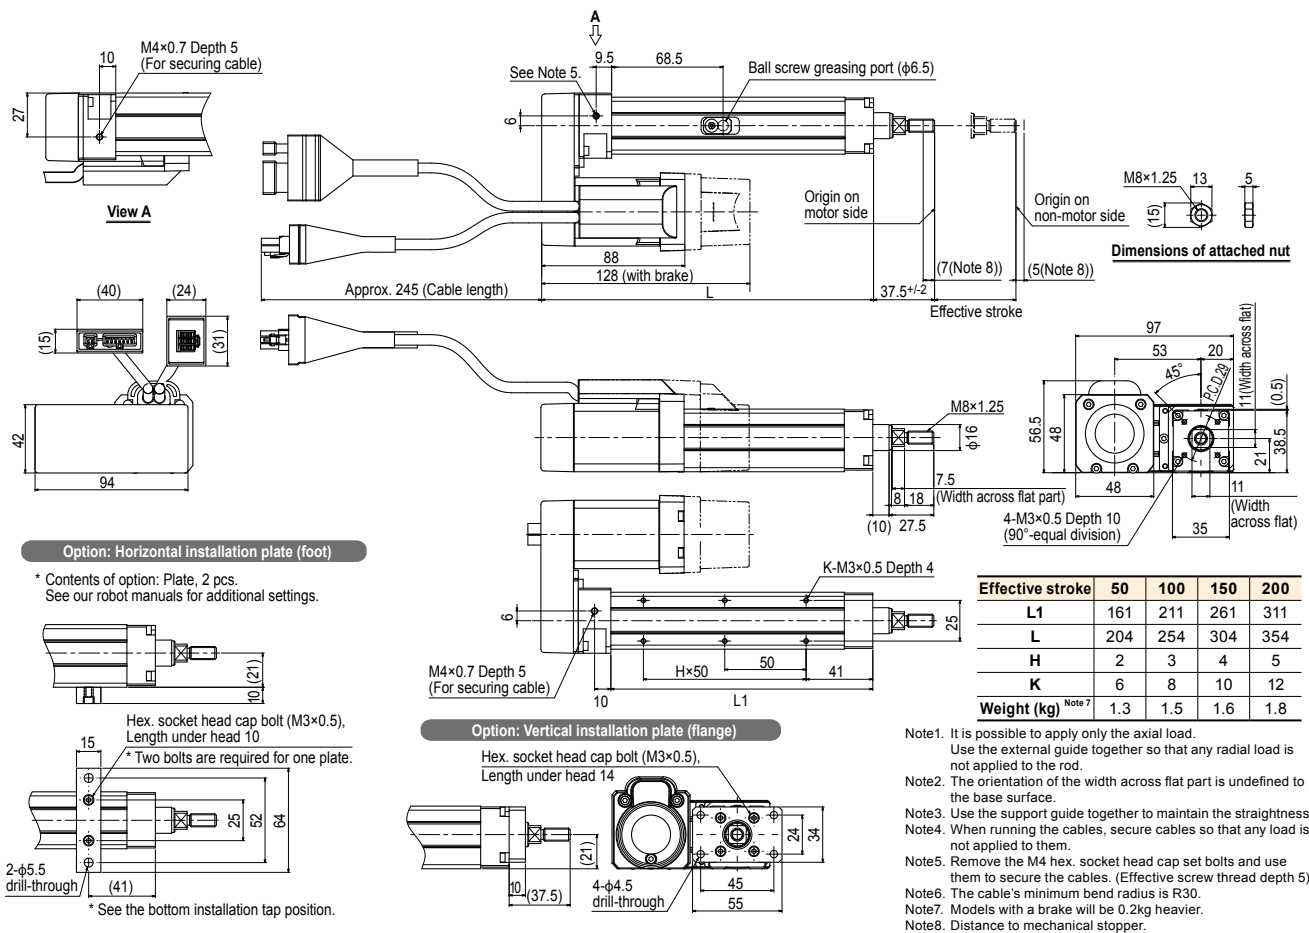 A
M4×0.7 Depth 5
(For securing cable)
10
27
View A
9.5
68.5
See Note 5.
Ball screw greasing port (ϕ6.5)
6
Origin on
motor side
Origin on
non-motor side
M8×1.25
13
5
(15)
Dimensions of attached nut
88
128 (with brake)
(7(Note 8))
(5(Note 8))
Approx. 245 (Cable length)
L
37.5+/-2
Effective stroke
(40)
(24)
(15)
(31)
42
94
M8×1.25
ϕ16
7.5
(Width across flat part)
8
18
(10)
27.5
97
53
20
45°
P.C.D.29
11(Width across flat)
(0.5)
56.5
48
21
38.5
48
11
(Width
across flat)
4-M3×0.5 Depth 10
(90°-equal division)
35
Option: Horizontal installation plate (foot)
* Contents of option: Plate, 2 pcs.
See our robot manuals for additional settings.
(21)
10
Hex. socket head cap bolt (M3×0.5),
Length under head 10
* Two bolts are required for one plate.
15
25
52
64
2-ϕ5.5
drill-through
(41)
* See the bottom installation tap position.
K-M3×0.5 Depth 4
6
25
M4×0.7 Depth 5
(For securing cable)
H×50
50
41
10
L1
Option: Vertical installation plate (flange)
Hex. socket head cap bolt (M3×0.5),
Length under head 14
(21)
10
(37.5)
24
34
4-ϕ4.5
drill-through
45
55
Effective stroke 50 100 150 200
L1 161 211 261 311
L 204 254 304 354
H 2 3 4 5
K 6 8 10 12
Weight (kg) Note 7 1.3 1.5 1.6 1.8
Note1. It is possible to apply only the axial load.
Use the external guide together so that any radial load is
not applied to the rod.
Note2. The orientation of the width across flat part is undefined to
the base surface.
Note3. Use the support guide together to maintain the straightness
Note4. When running the cables, secure cables so that any load is
not applied to them.
Note5. Remove the M4 hex. socket head cap set bolts and use
them to secure the cables. (Effective screw thread depth 5)
Note6. The cable's minimum bend radius is R30.
Note7. Models with a brake will be 0.2kg heavier.
Note8. Distance to mechanical stopper.